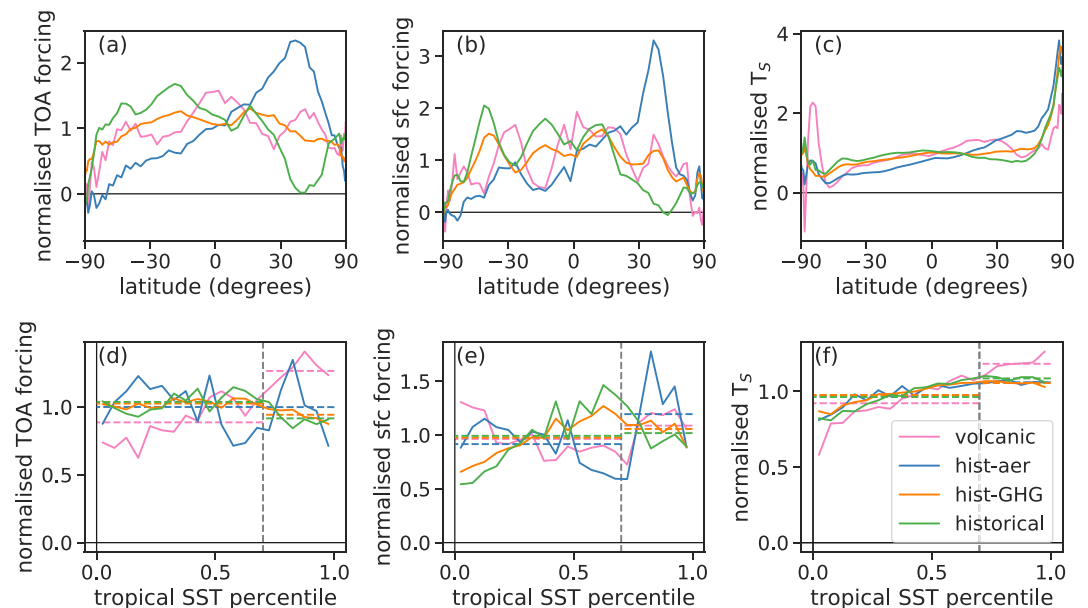 (a)
normalised TOA forcing
2
1
0
−90
−30
0
30
90
latitude (degrees)
(b)
normalised sfc forcing
3
2
1
0
−90
−30
0
30
90
latitude (degrees)
(c)
normalised T_S
4
2
0
−90
−30
0
30
90
latitude (degrees)
(d)
normalised TOA forcing
1.0
0.5
0.0
0.0
0.5
1.0
tropical SST percentile
(e)
normalised sfc forcing
1.5
1.0
0.5
0.0
0.0
0.5
1.0
tropical SST percentile
(f)
normalised T_S
1.0
0.5
0.0
volcanic
hist-aer
hist-GHG
historical
0.0
0.5
1.0
tropical SST percentile